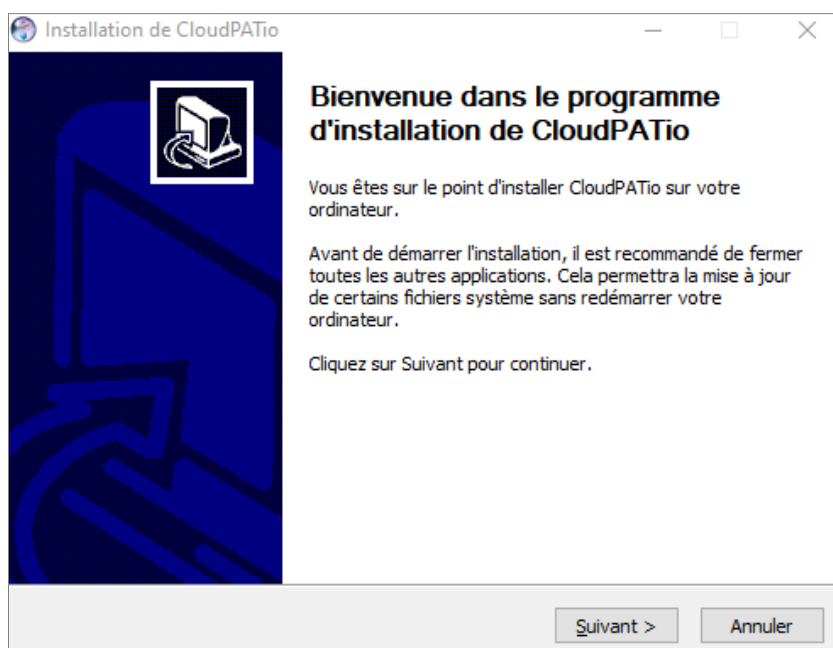 Installation de CloudPATio
Bienvenue dans le programme
d'installation de CloudPATio
Vous êtes sur le point d'installer CloudPATio sur votre
ordinateur.
Avant de démarrer l'installation, il est recommandé de fermer
toutes les autres applications. Cela permettra la mise à jour
de certains fichiers système sans redémarrer votre
ordinateur.
Cliquez sur Suivant pour continuer.
Suivant >
Annuler